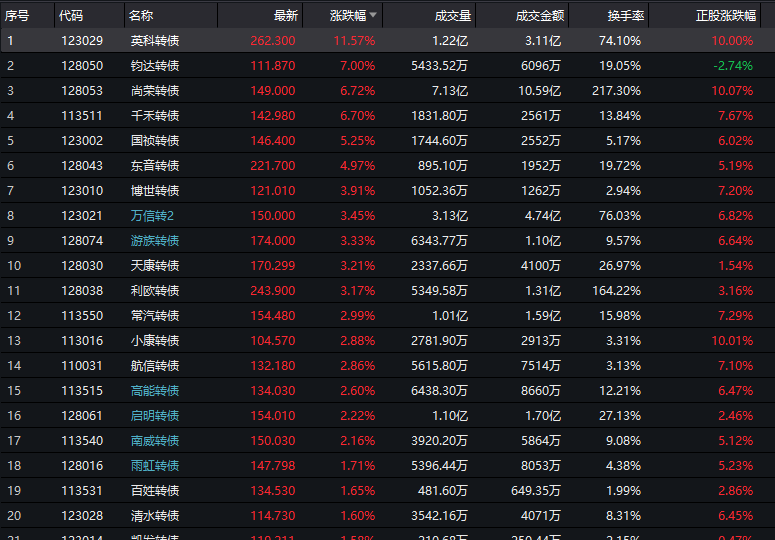 序号 代码 名称 最新 涨跌幅 成交量 成交金额 换手率 正股涨跌幅
1 123029 英科转债 262.300 11.57% 1.22亿 3.11亿 74.10% 10.00%
2 128050 钧达转债 111.870 7.00% 5433.52万 6096万 19.05% -2.74%
3 128053 尚荣转债 149.000 6.72% 7.13亿 10.59亿 217.30% 10.07%
4 113511 千禾转债 142.980 6.70% 1831.80万 2561万 13.84% 7.67%
5 123002 国祯转债 146.400 5.25% 1744.60万 2552万 5.17% 6.02%
6 128043 东音转债 221.700 4.97% 895.10万 1952万 19.72% 5.19%
7 123010 博世转债 121.010 3.91% 1052.36万 1262万 2.94% 7.20%
8 123021 万信转2 150.000 3.45% 3.13亿 4.74亿 76.03% 6.82%
9 128074 游族转债 174.000 3.33% 6343.77万 1.10亿 9.57% 6.64%
10 128030 天康转债 170.299 3.21% 2337.66万 4100万 26.97% 1.54%
11 128038 利欧转债 243.900 3.17% 5349.58万 1.31亿 164.22% 3.16%
12 113550 常汽转债 154.480 2.99% 1.01亿 1.59亿 15.98% 7.29%
13 113016 小康转债 104.570 2.88% 2781.90万 2913万 3.31% 10.01%
14 110031 航信转债 132.180 2.86% 5615.80万 7514万 3.13% 7.10%
15 113515 高能转债 134.030 2.60% 6438.30万 8660万 12.21% 6.47%
16 128061 启明转债 154.010 2.22% 1.10亿 1.70亿 27.13% 2.46%
17 113540 南威转债 150.030 2.16% 3920.20万 5864万 9.08% 5.12%
18 128016 雨虹转债 147.798 1.71% 5396.44万 8053万 4.38% 5.23%
19 113531 百姓转债 134.530 1.65% 481.60万 649.35万 1.99% 2.86%
20 123028 清水转债 114.730 1.60% 3542.16万 4071万 8.31% 6.45%